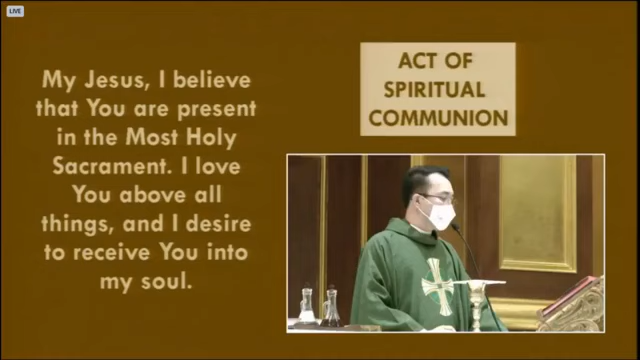 LIVE
My Jesus, I believe
that You are present
in the Most Holy
Sacrament. I love
You above all
things, and I desire
to receive You into
my soul.
ACT OF
SPIRITUAL
COMMUNION